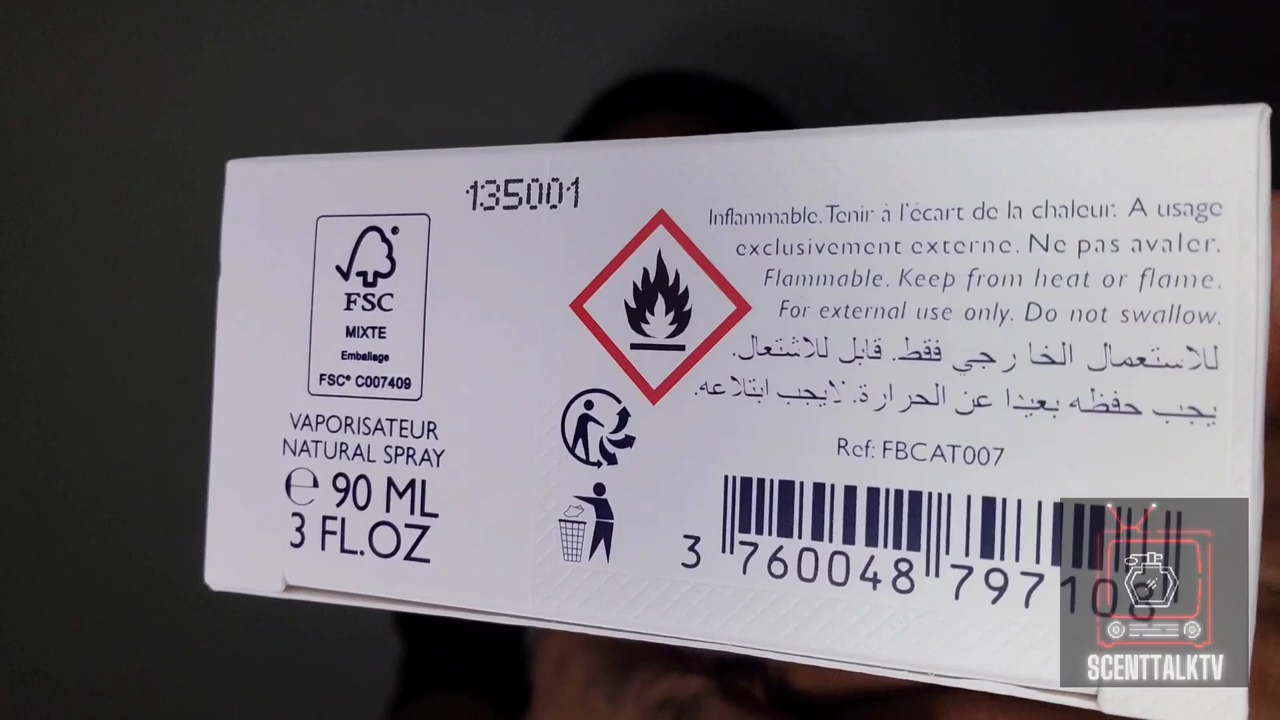 135001
FSC
MIXTE
Emballage
FSC® C007409
VAPORISATEUR
NATURAL SPRAY
℮ 90 ML
3 FL.OZ
Inflammable. Tenir à l'écart de la chaleur. A usage
exclusivement externe. Ne pas avaler.
Flammable. Keep from heat or flame.
For external use only. Do not swallow.
للاستعمال الخارجي فقط. قابل للاشتعال.
يجب حفظه بعيدا عن الحرارة. لايجب ابتلاعه.
Ref: FBCAT007
3 760048 797108
SCENTTALKTV